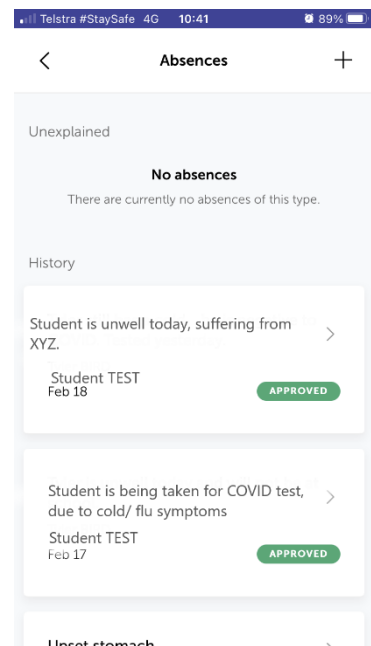 Telstra #StaySafe 4G 10:41 89%
Absences
Unexplained
No absences
There are currently no absences of this type.
History
Student is unwell today, suffering from
XYZ.
Student TEST
Feb 18 APPROVED
Student is being taken for COVID test,
due to cold/ flu symptoms
Student TEST
Feb 17 APPROVED
Upset stomach